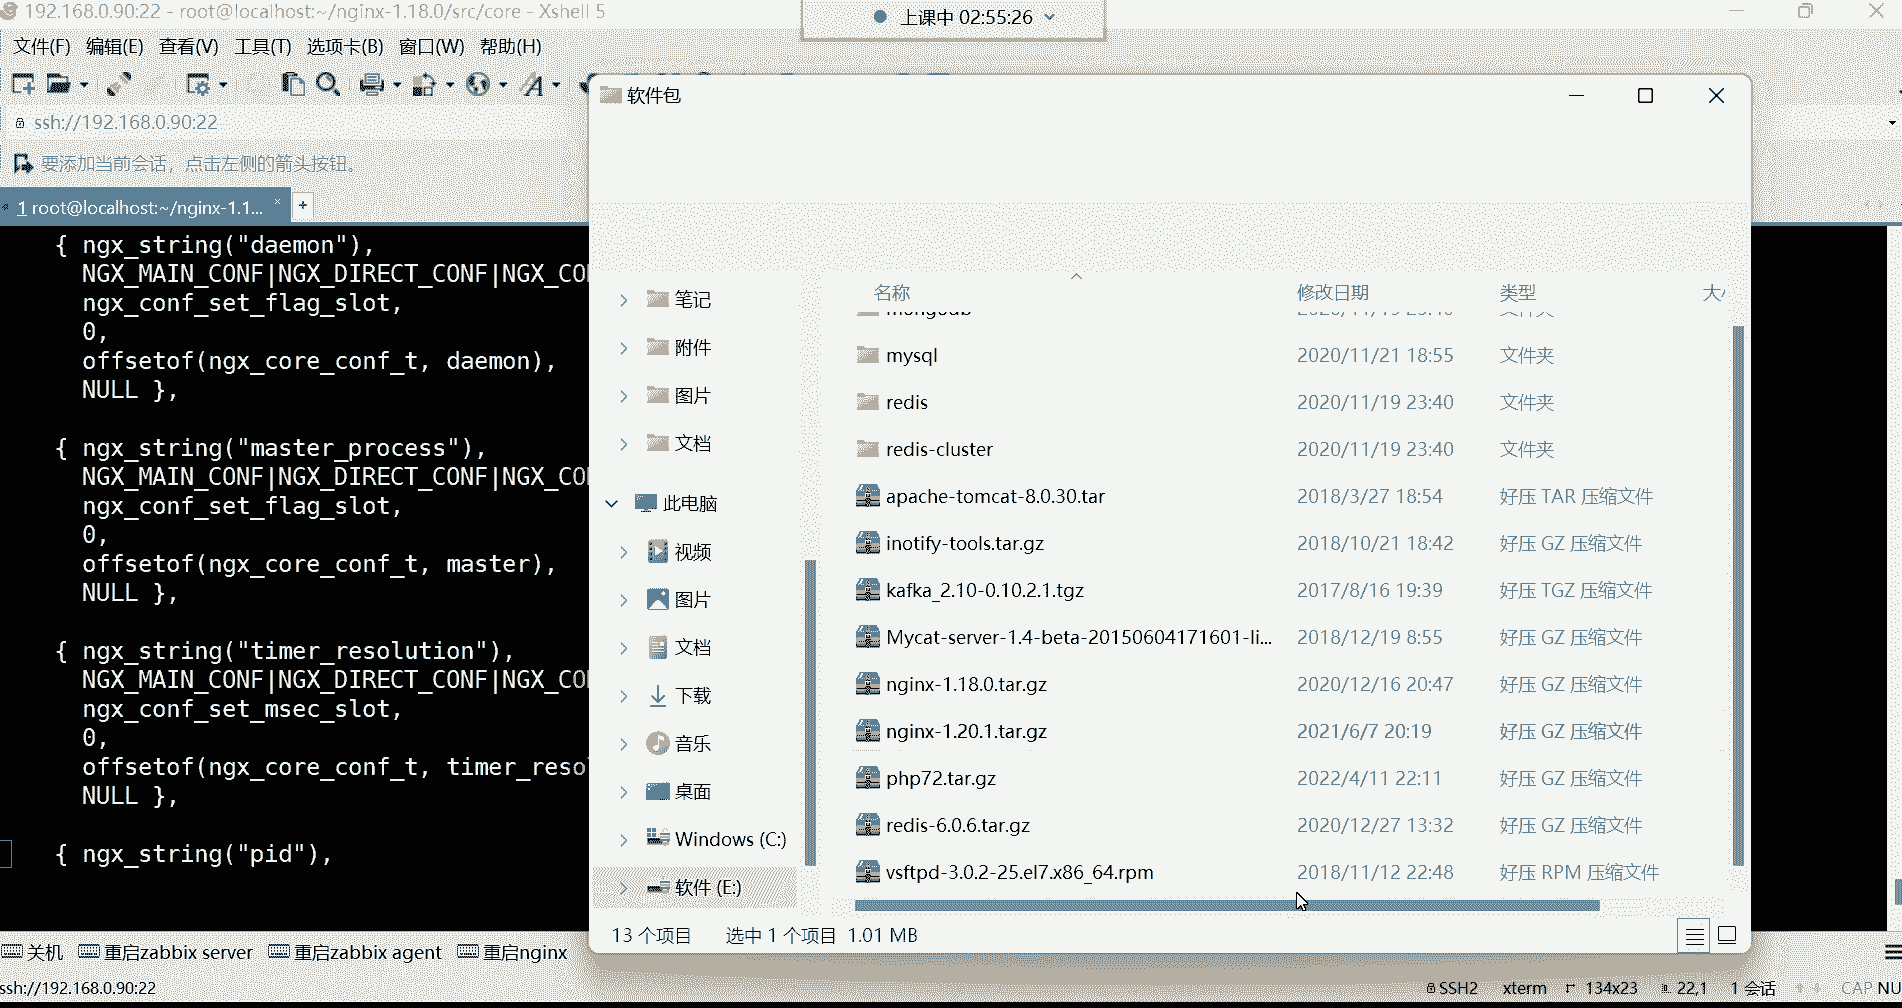 192.168.0.90:22 - root@localhost:~/nginx-1.18.0/src/core - Xshell 5
上课中 02:55:26
文件(F) 编辑(E) 查看(V) 工具(T) 选项卡(B) 窗口(W) 帮助(H)
ssh://192.168.0.90:22
要添加当前会话，点击左侧的箭头按钮。
1 root@localhost:~/nginx-1.1...
{ ngx_string("daemon"),
NGX_MAIN_CONF|NGX_DIRECT_CONF|NGX_CO
ngx_conf_set_flag_slot,
0,
offsetof(ngx_core_conf_t, daemon),
NULL },
{ ngx_string("master_process"),
NGX_MAIN_CONF|NGX_DIRECT_CONF|NGX_CO
ngx_conf_set_flag_slot,
0,
offsetof(ngx_core_conf_t, master),
NULL },
{ ngx_string("timer_resolution"),
NGX_MAIN_CONF|NGX_DIRECT_CONF|NGX_CO
ngx_conf_set_msec_slot,
0,
offsetof(ngx_core_conf_t, timer_reso
NULL },
{ ngx_string("pid"),
软件包
笔记
附件
图片
文档
此电脑
视频
图片
文档
下载
音乐
桌面
Windows (C:)
软件 (E:)
名称 修改日期 类型 大
mongodb
mysql 2020/11/21 18:55 文件夹
redis 2020/11/19 23:40 文件夹
redis-cluster 2020/11/19 23:40 文件夹
apache-tomcat-8.0.30.tar 2018/3/27 18:54 好压 TAR 压缩文件
inotify-tools.tar.gz 2018/10/21 18:42 好压 GZ 压缩文件
kafka_2.10-0.10.2.1.tgz 2017/8/16 19:39 好压 TGZ 压缩文件
Mycat-server-1.4-beta-20150604171601-li... 2018/12/19 8:55 好压 GZ 压缩文件
nginx-1.18.0.tar.gz 2020/12/16 20:47 好压 GZ 压缩文件
nginx-1.20.1.tar.gz 2021/6/7 20:19 好压 GZ 压缩文件
php72.tar.gz 2022/4/11 22:11 好压 GZ 压缩文件
redis-6.0.6.tar.gz 2020/12/27 13:32 好压 GZ 压缩文件
vsftpd-3.0.2-25.el7.x86_64.rpm 2018/11/12 22:48 好压 RPM 压缩文件
13 个项目 选中 1 个项目 1.01 MB
关机 重启zabbix server 重启zabbix agent 重启nginx
ssh://192.168.0.90:22 SSH2 xterm 134x23 22,1 1 会话 CAP NU